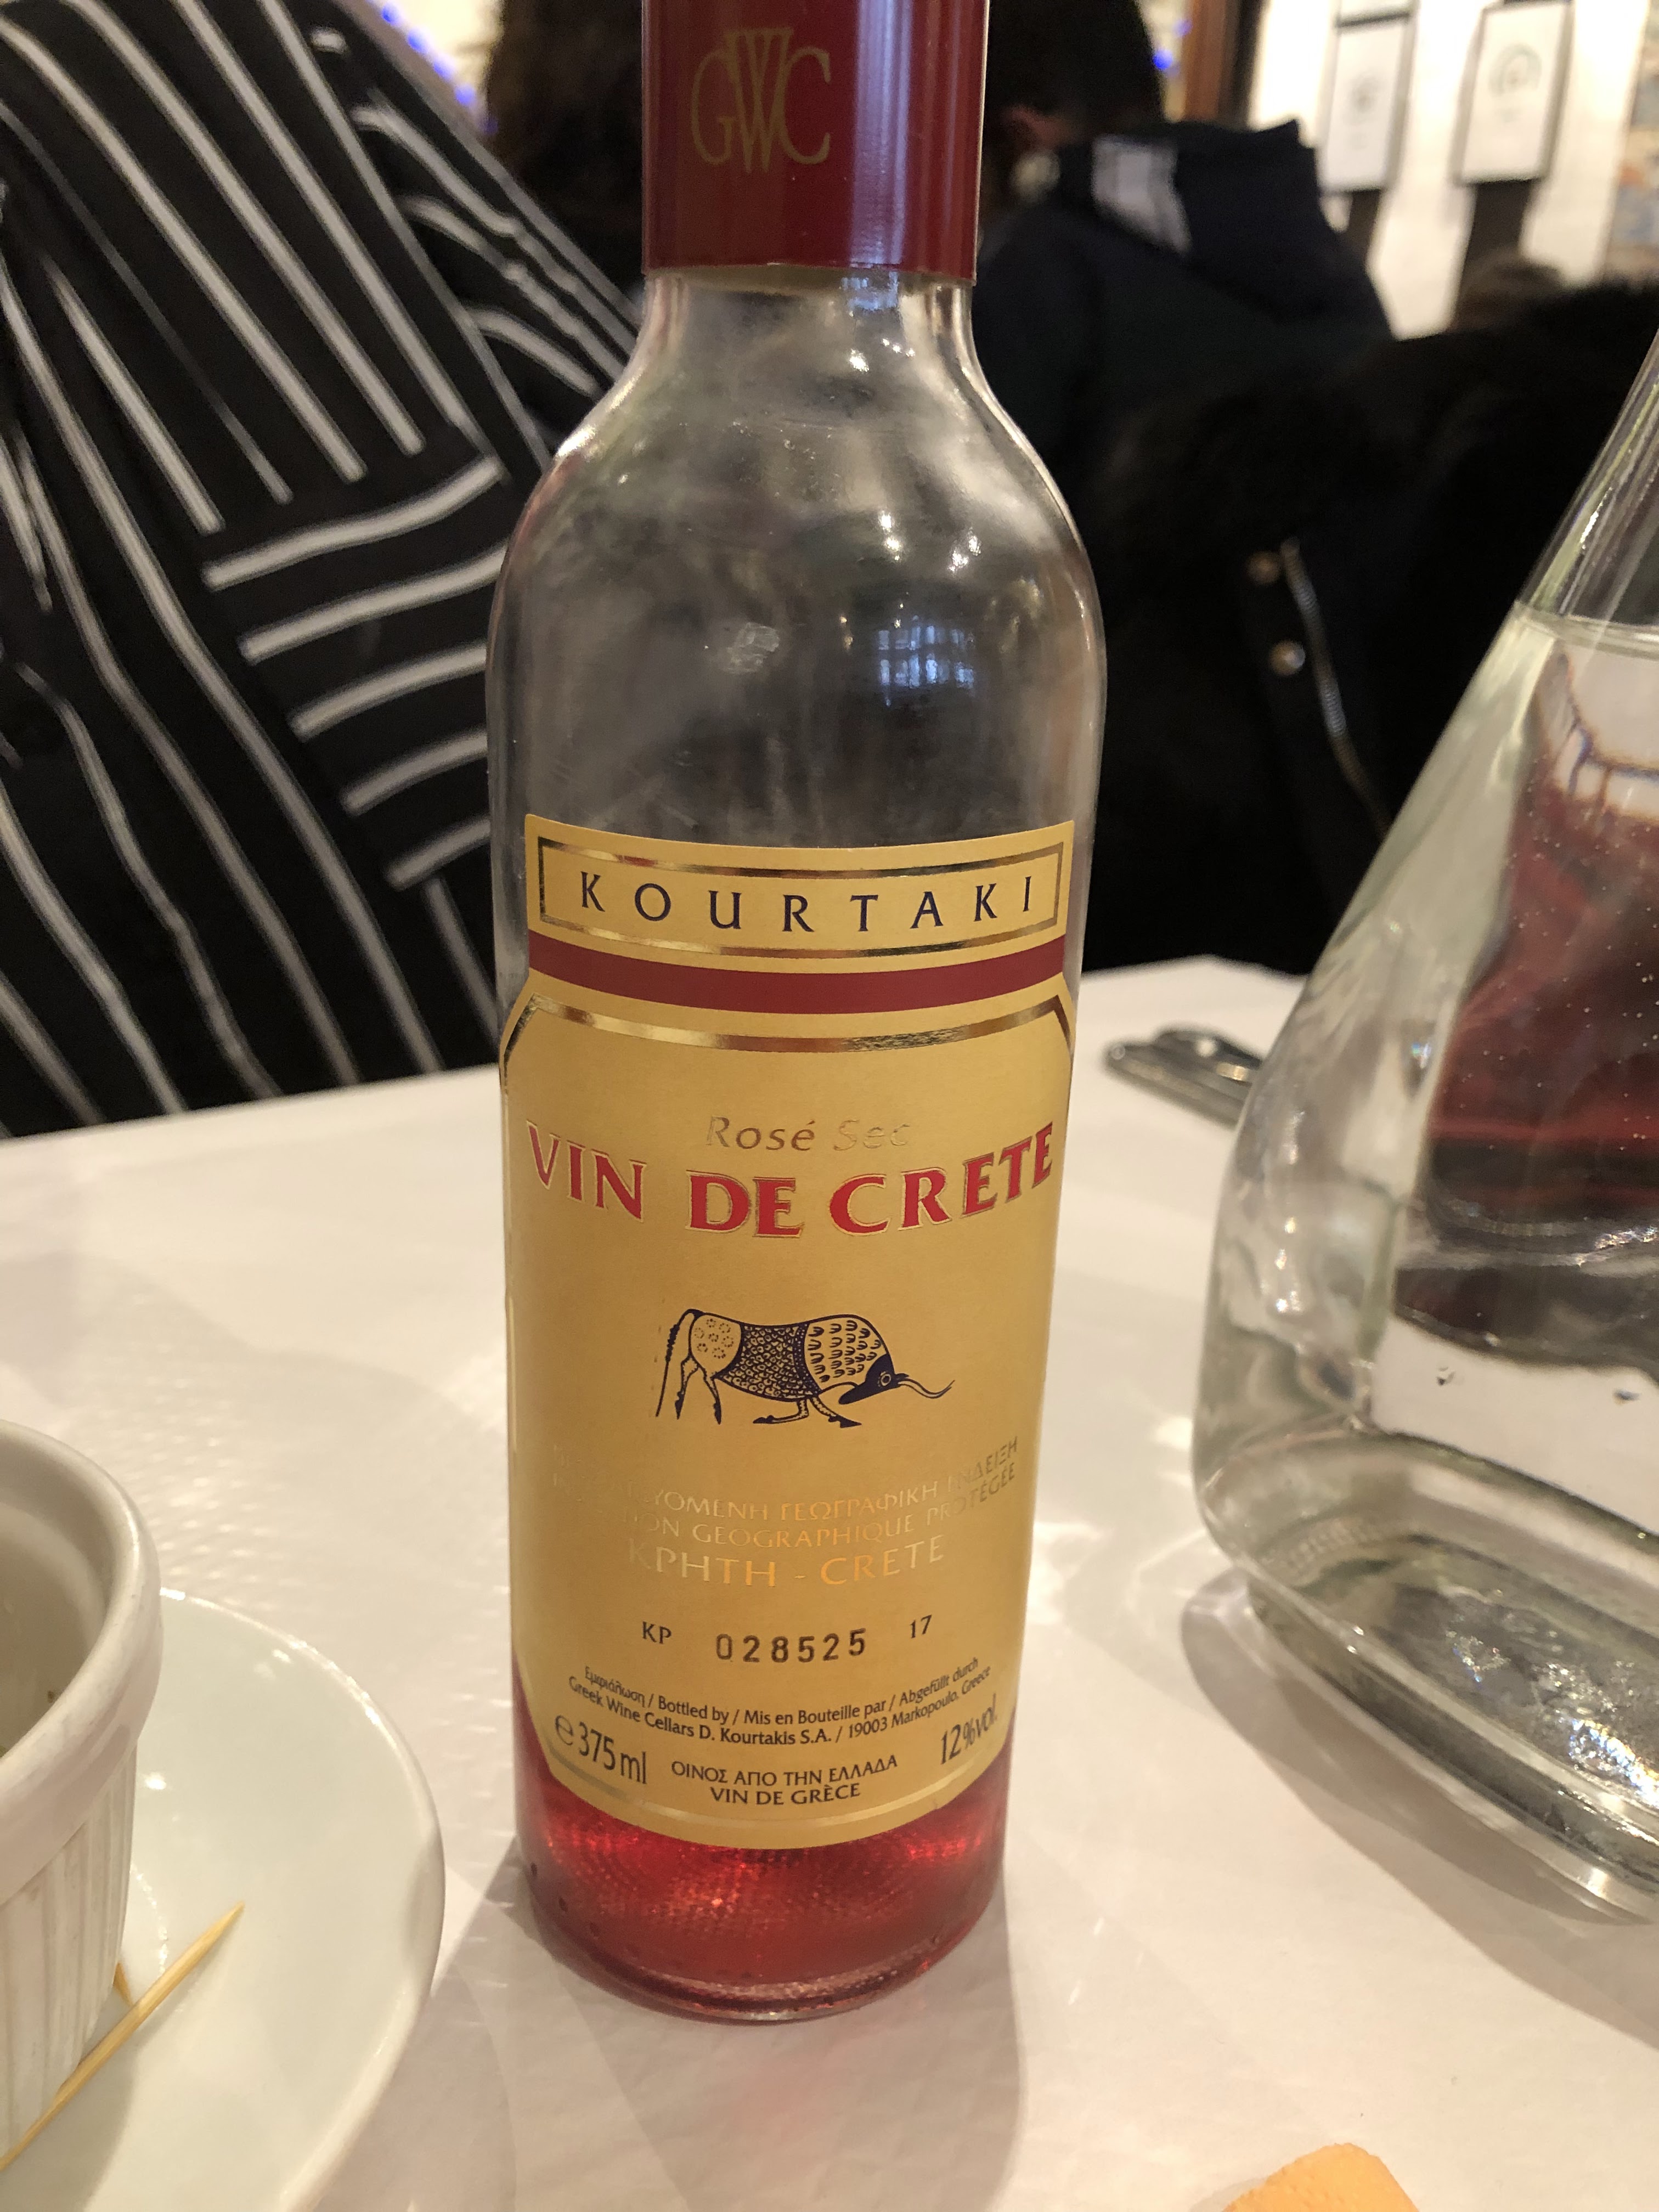 GWC
KOURTAKI
Rosé Sec
VIN DE CRETE
ΓΕΩΓΡΑΦΙΚΗ ΕΝΔΕΙΞΗ
GEOGRAPHIQUE PROTÉGÉE
ΚΡΗΤΗ - CRETE
KP 028525 17
Εμφιάλωση / Bottled by / Mis en Bouteille par / Abgefüllt durch
Greek Wine Cellars D. Kourtakis S.A. / 19003 Markopoulo, Greece
e 375ml ΟΙΝΟΣ ΑΠΟ ΤΗΝ ΕΛΛΑΔΑ 12%vol.
VIN DE GRÈCE